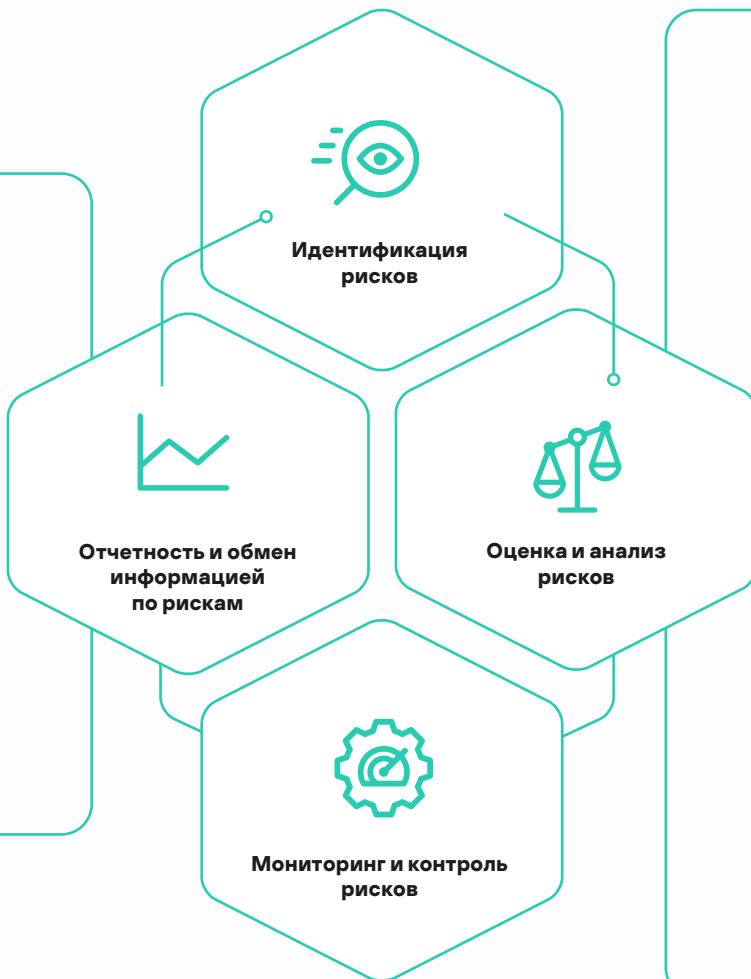 Идентификация
рисков
Отчетность и обмен
информацией
по рискам
Оценка и анализ
рисков
Мониторинг и контроль
рисков